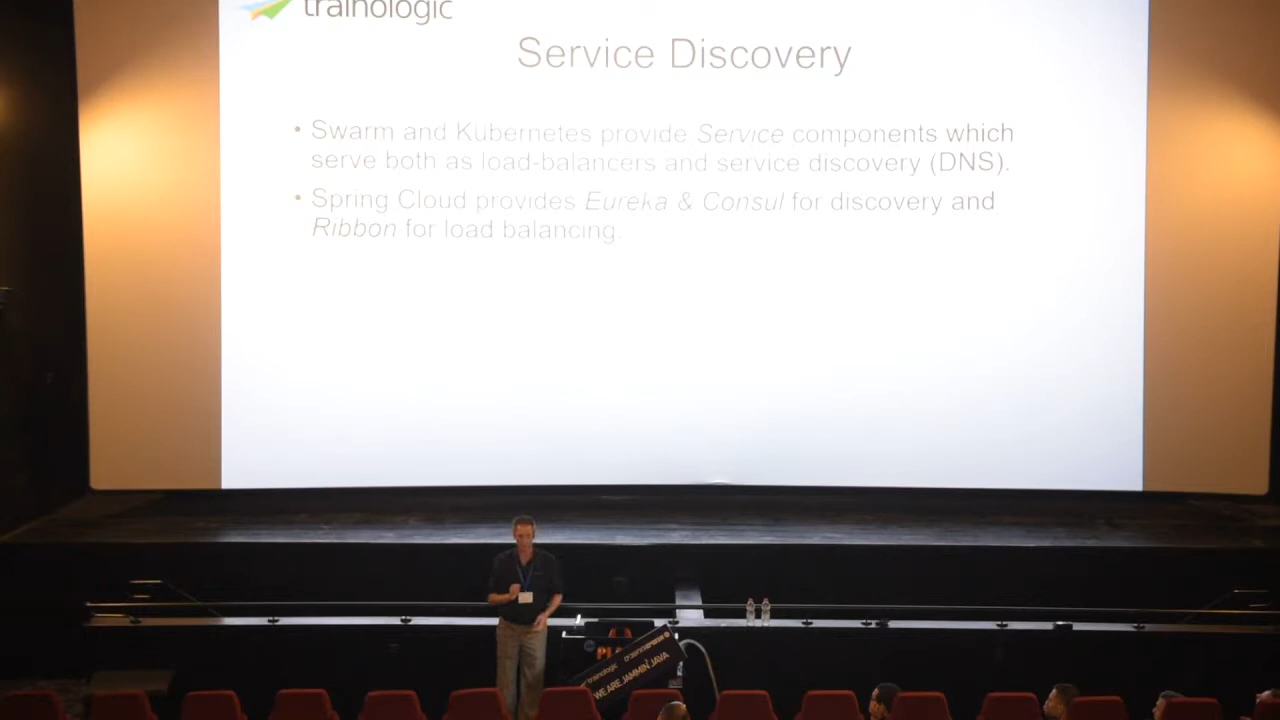 trainologic
Service Discovery
• Swarm and Kubernetes provide Service components which
serve both as load-balancers and service discovery (DNS).
• Spring Cloud provides Eureka & Consul for discovery and
Ribbon for load balancing.
trainologic
WE ARE JAMMIN' JAVA